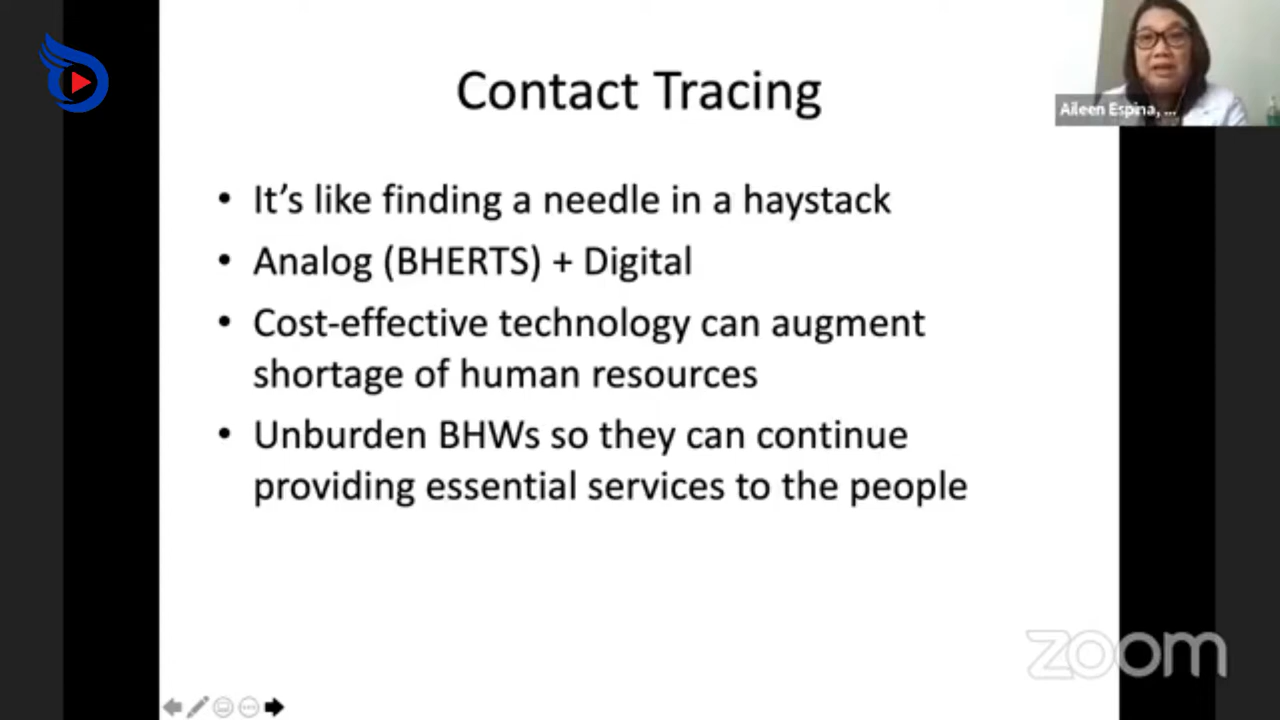 Contact Tracing
Aileen Espina, ...
• It's like finding a needle in a haystack
• Analog (BHERTS) + Digital
• Cost-effective technology can augment
shortage of human resources
• Unburden BHWs so they can continue
providing essential services to the people
zoom